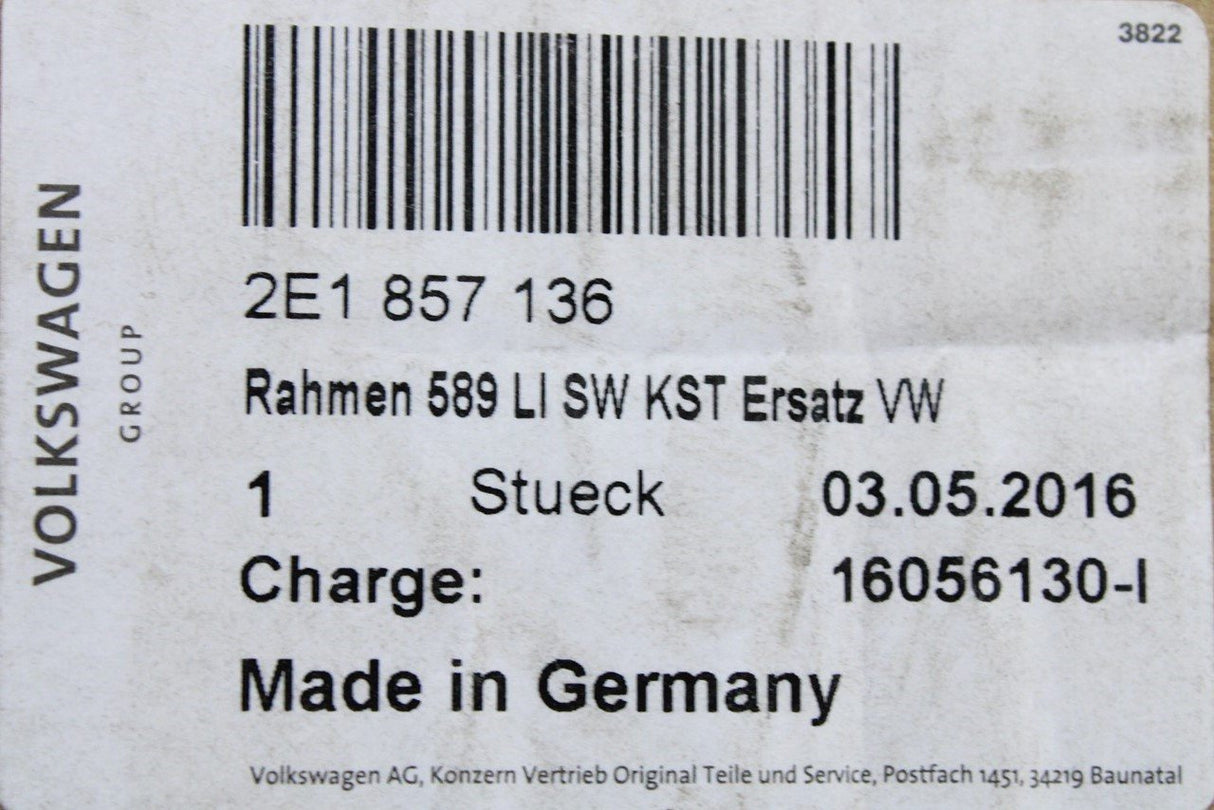 3822
VOLKSWAGEN
GROUP
2E1 857 136
Rahmen 589 LI SW KST Ersatz VW
1 Stueck 03.05.2016
Charge: 16056130-I
Made in Germany
Volkswagen AG, Konzern Vertrieb Original Teile und Service, Postfach 1451, 34219 Baunatal